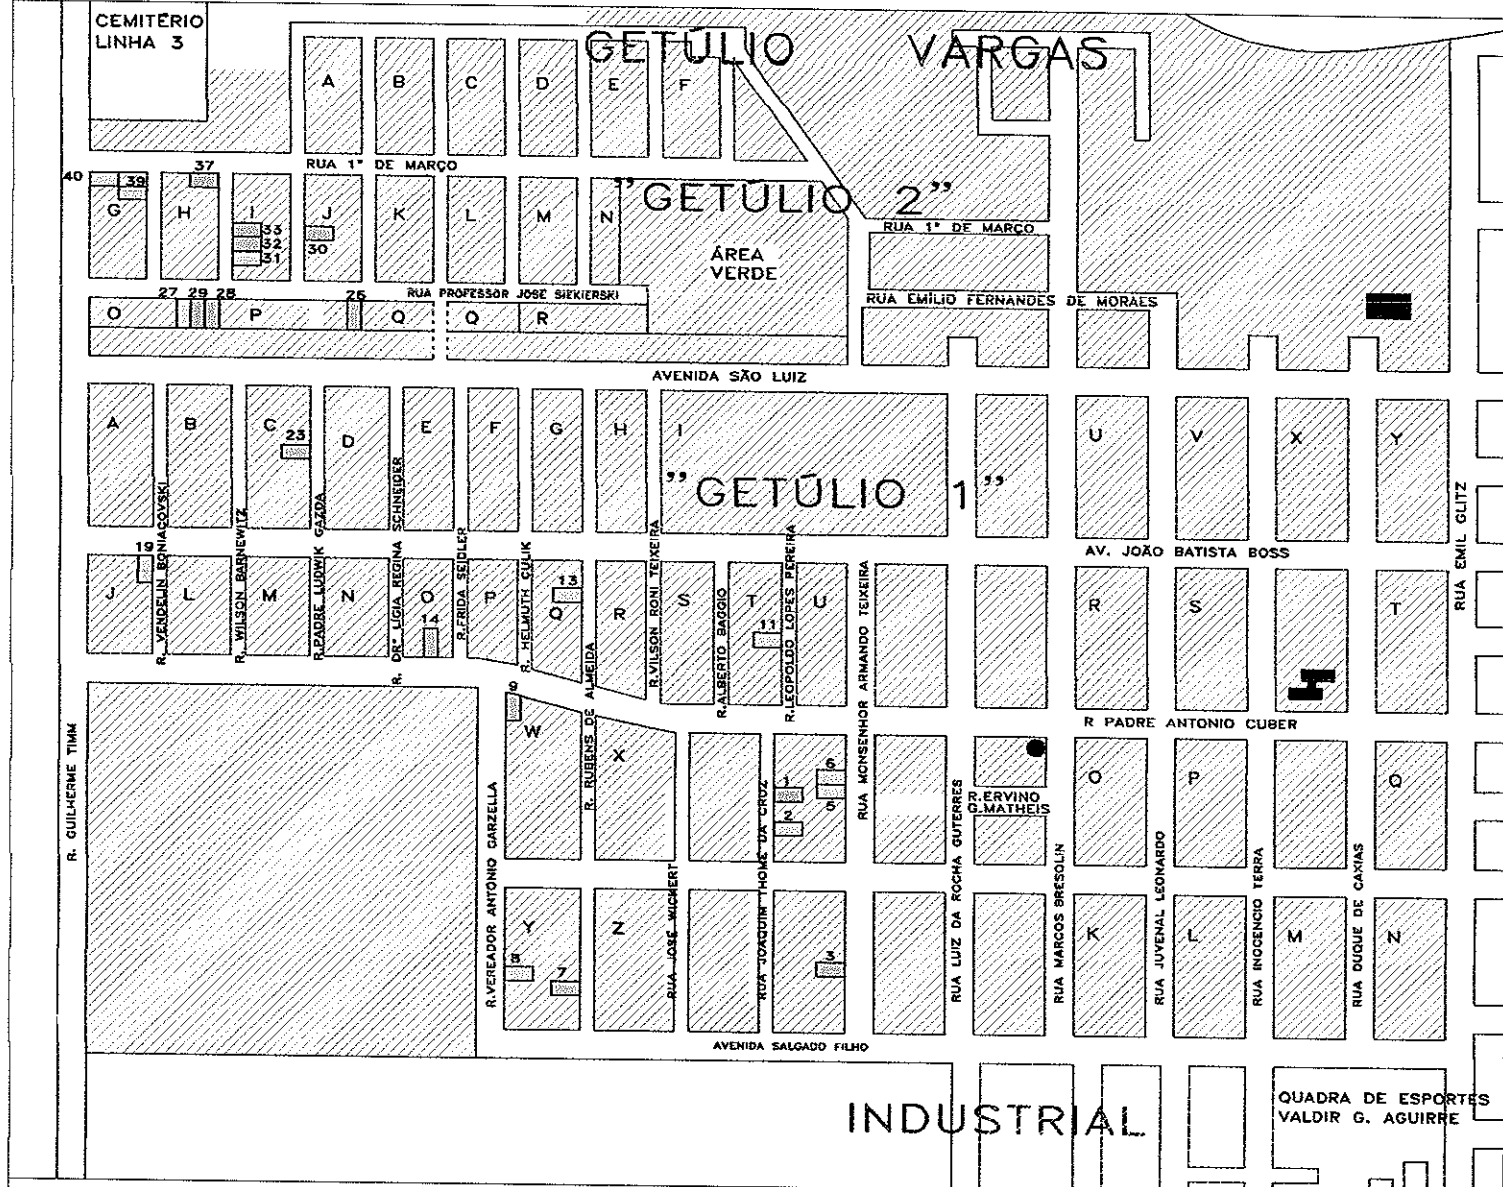 CEMITÉRIO
LINHA 3
GETÚLIO VARGAS
A B C D E F
RUA 1° DE MARÇO
40 39 37
G H I J K L M N
33
32
31
30
"GETÚLIO 2"
RUA 1° DE MARÇO
ÁREA
VERDE
27 29 28 26
RUA PROFESSOR JOSE SIEKIERSKI
RUA EMÍLIO FERNANDES DE MORAES
O P Q Q R
AVENIDA SÃO LUIZ
A B C D E F G H I
U V X Y
23
"GETÚLIO 1"
R. VENDELIN BONIACOVSKI
R. WILSON BARNEWITZ
R.PADRE LUDWIK GAZDA
R. DRª LIGIA REGINA SCHNEIDER
R.FRIDA SEIDLER
R. HELMUTH CULIK
R. RUBENS DE ALMEIDA
R.VILSON RONI TEIXEIRA
R.ALBERTO BAGGIO
R.LEOPOLDO LOPES PEREIRA
RUA MONSENHOR ARMANDO TEIXEIRA
AV. JOÃO BATISTA BOSS
RUA EMIL GLITZ
19
J L M N O P Q R S T U
14
13
11
R S T
R PADRE ANTONIO CUBER
9
W X
1
2
6
5
R.ERVINO
G.MATHEIS
O P Q
R. GUILHERME TIMM
R.VEREADOR ANTONIO GARZELLA
RUA JOSE WICKERT
RUA JOAQUIM THOME DA CRUZ
RUA LUIZ DA ROCHA GUTERRES
RUA MARCOS BRESOLIN
RUA JUVENAL LEONARDO
RUA INOCENCIO TERRA
RUA DUQUE DE CAXIAS
Y Z
8
7
3
K L M N
AVENIDA SALGADO FILHO
INDUSTRIAL
QUADRA DE ESPORTES
VALDIR G. AGUIRRE